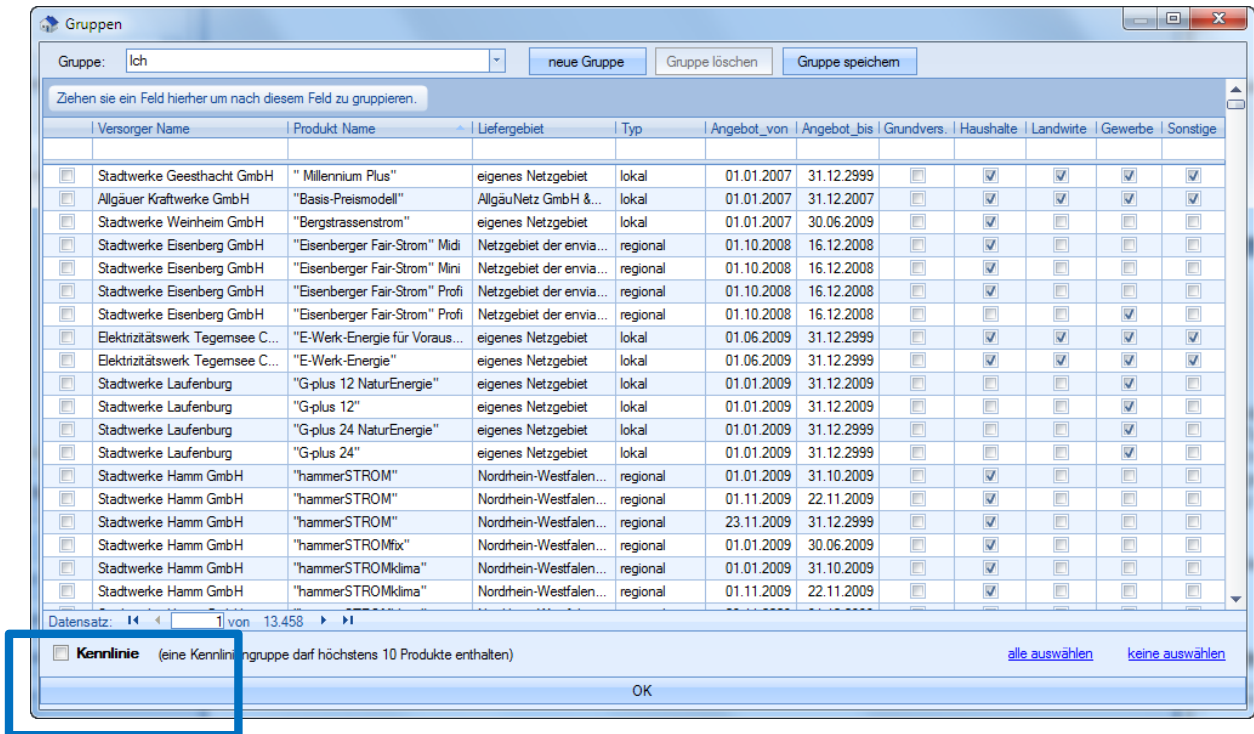 Gruppen
Gruppe: Ich neue Gruppe Gruppe löschen Gruppe speichern
Ziehen sie ein Feld hierher um nach diesem Feld zu gruppieren.
Versorger Name Produkt Name Liefergebiet Typ Angebot_von Angebot_bis Grundvers. Haushalte Landwirte Gewerbe Sonstige
Stadtwerke Geesthacht GmbH " Millennium Plus" eigenes Netzgebiet lokal 01.01.2007 31.12.2999
Allgäuer Kraftwerke GmbH "Basis-Preismodell" AllgäuNetz GmbH &... lokal 01.01.2007 31.12.2007
Stadtwerke Weinheim GmbH "Bergstrassenstrom" eigenes Netzgebiet lokal 01.01.2007 30.06.2009
Stadtwerke Eisenberg GmbH "Eisenberger Fair-Strom" Midi Netzgebiet der envia... regional 01.10.2008 16.12.2008
Stadtwerke Eisenberg GmbH "Eisenberger Fair-Strom" Mini Netzgebiet der envia... regional 01.10.2008 16.12.2008
Stadtwerke Eisenberg GmbH "Eisenberger Fair-Strom" Profi Netzgebiet der envia... regional 01.10.2008 16.12.2008
Stadtwerke Eisenberg GmbH "Eisenberger Fair-Strom" Profi Netzgebiet der envia... regional 01.10.2008 16.12.2008
Elektrizitätswerk Tegernsee C... "E-Werk-Energie für Voraus... eigenes Netzgebiet lokal 01.06.2009 31.12.2999
Elektrizitätswerk Tegernsee C... "E-Werk-Energie" eigenes Netzgebiet lokal 01.06.2009 31.12.2999
Stadtwerke Laufenburg "G-plus 12 NaturEnergie" eigenes Netzgebiet lokal 01.01.2009 31.12.2009
Stadtwerke Laufenburg "G-plus 12" eigenes Netzgebiet lokal 01.01.2009 31.12.2009
Stadtwerke Laufenburg "G-plus 24 NaturEnergie" eigenes Netzgebiet lokal 01.01.2009 31.12.2999
Stadtwerke Laufenburg "G-plus 24" eigenes Netzgebiet lokal 01.01.2009 31.12.2999
Stadtwerke Hamm GmbH "hammerSTROM" Nordrhein-Westfalen... regional 01.01.2009 31.10.2009
Stadtwerke Hamm GmbH "hammerSTROM" Nordrhein-Westfalen... regional 01.11.2009 22.11.2009
Stadtwerke Hamm GmbH "hammerSTROM" Nordrhein-Westfalen... regional 23.11.2009 31.12.2999
Stadtwerke Hamm GmbH "hammerSTROMfix" Nordrhein-Westfalen... regional 01.01.2009 30.06.2009
Stadtwerke Hamm GmbH "hammerSTROMklima" Nordrhein-Westfalen... regional 01.01.2009 31.10.2009
Stadtwerke Hamm GmbH "hammerSTROMklima" Nordrhein-Westfalen... regional 01.11.2009 22.11.2009
Datensatz: 1 von 13.458
Kennlinie (eine Kennliniengruppe darf höchstens 10 Produkte enthalten) alle auswählen keine auswählen
OK